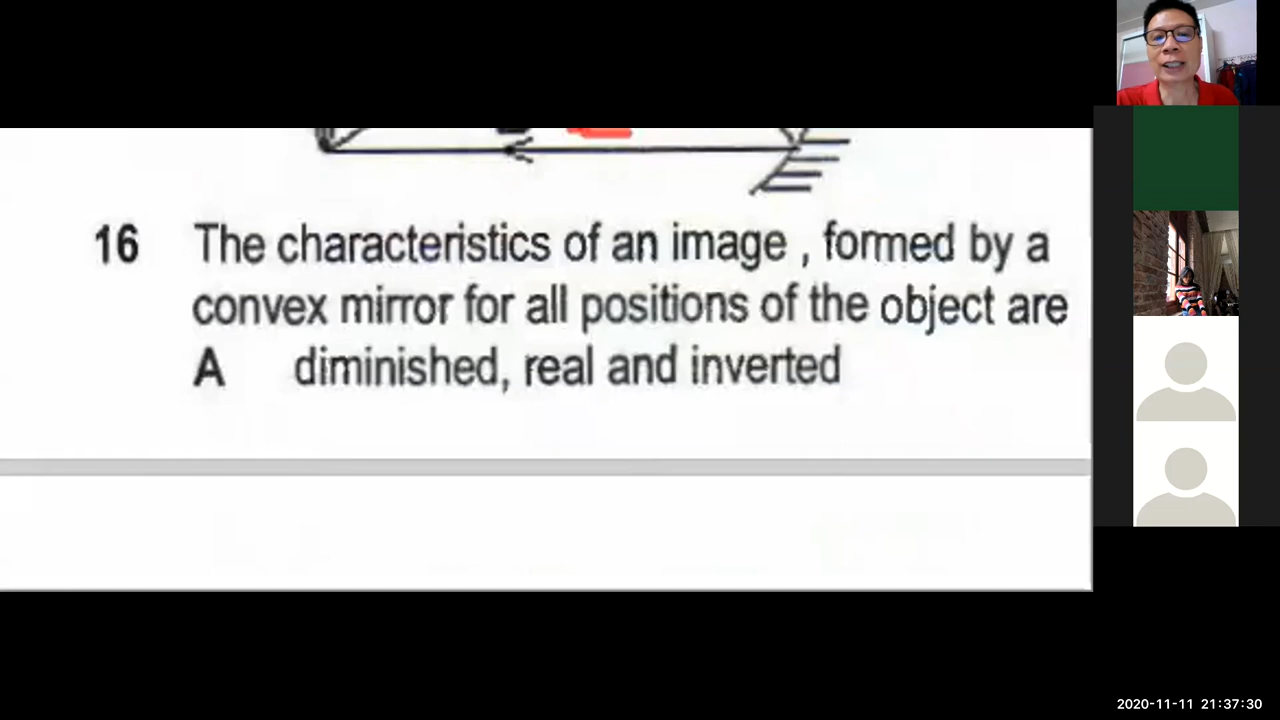 16 The characteristics of an image , formed by a
convex mirror for all positions of the object are
A diminished, real and inverted
2020-11-11 21:37:30